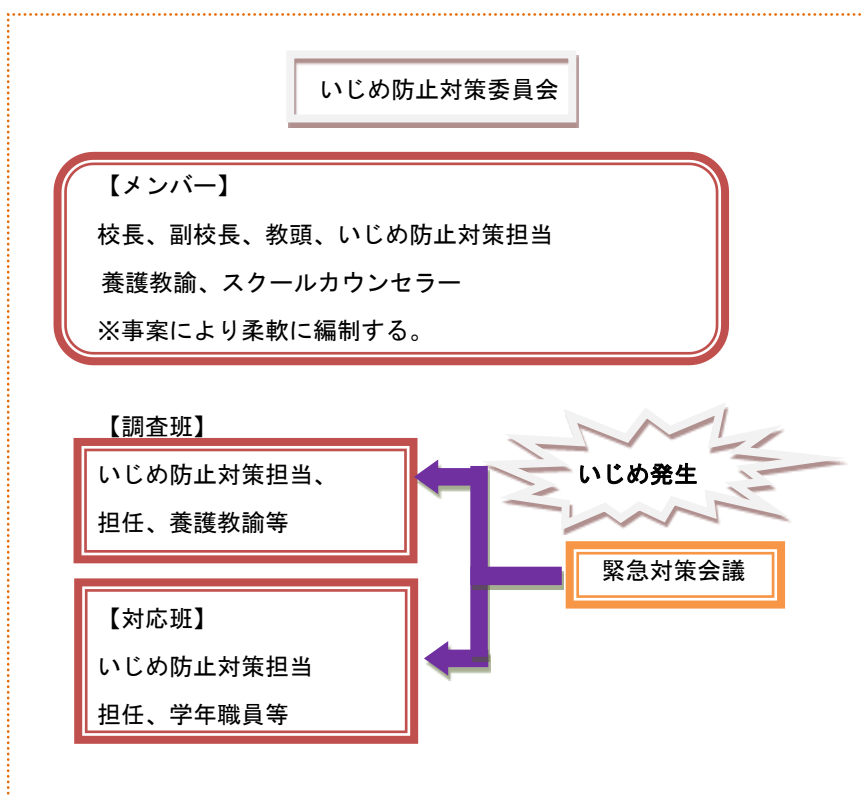 いじめ防止対策委員会
【メンバー】
校長、副校長、教頭、いじめ防止対策担当
養護教諭、スクールカウンセラー
※事案により柔軟に編制する。
【調査班】
いじめ防止対策担当、
担任、養護教諭等
いじめ発生
緊急対策会議
【対応班】
いじめ防止対策担当
担任、学年職員等